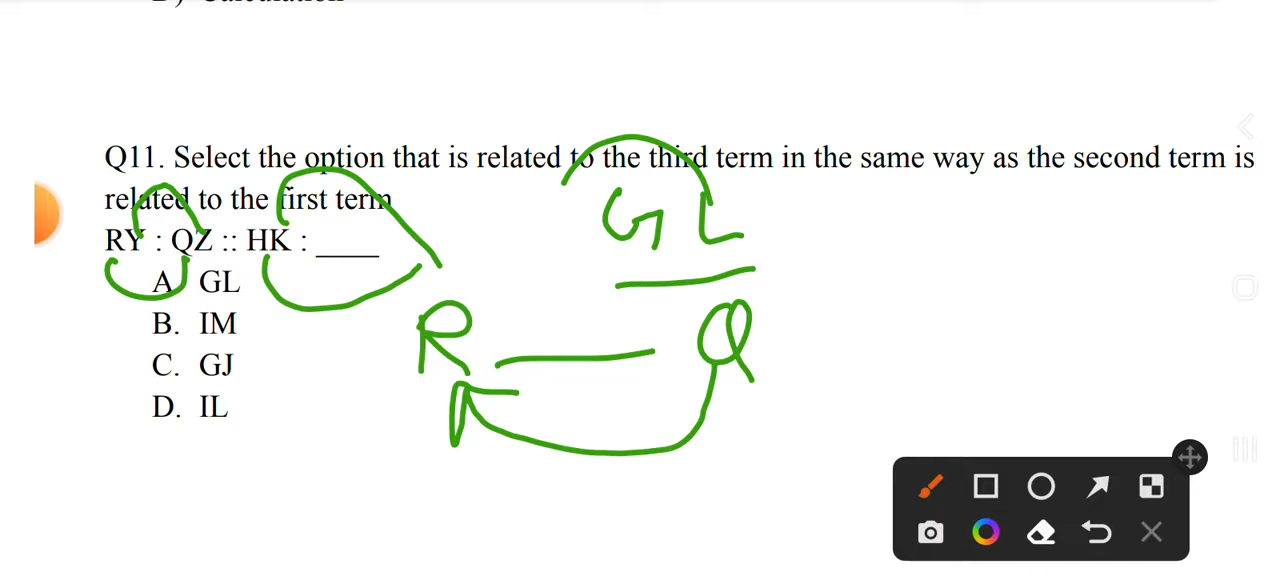 Q11. Select the option that is related to the third term in the same way as the second term is
related to the first term
RY : QZ :: HK : ____
A. GL
B. IM
C. GJ
D. IL
GL
R Q